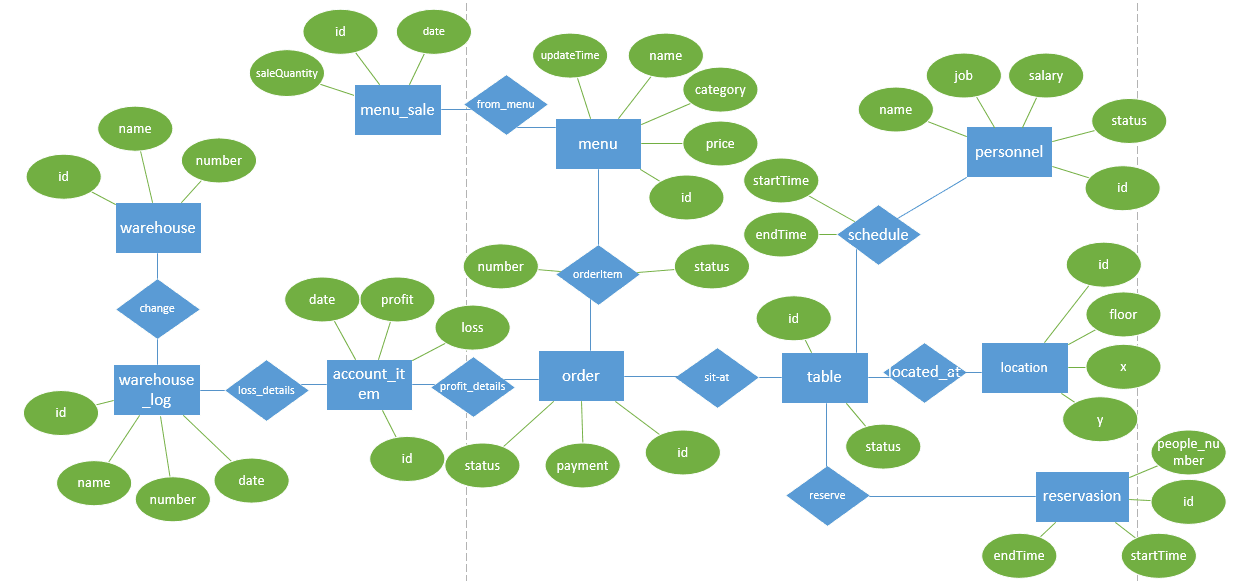 id
date
saleQuantity
menu_sale
from_menu
updateTime
name
category
menu
price
id
name
job
salary
status
personnel
id
name
number
id
warehouse
change
startTime
endTime
schedule
number
orderItem
status
date
profit
loss
id
id
floor
x
y
location
warehouse
_log
loss_details
account_it
em
profit_details
order
sit-at
table
located_at
id
name
number
date
id
status
payment
id
status
reserve
reservasion
people_nu
mber
id
endTime
startTime